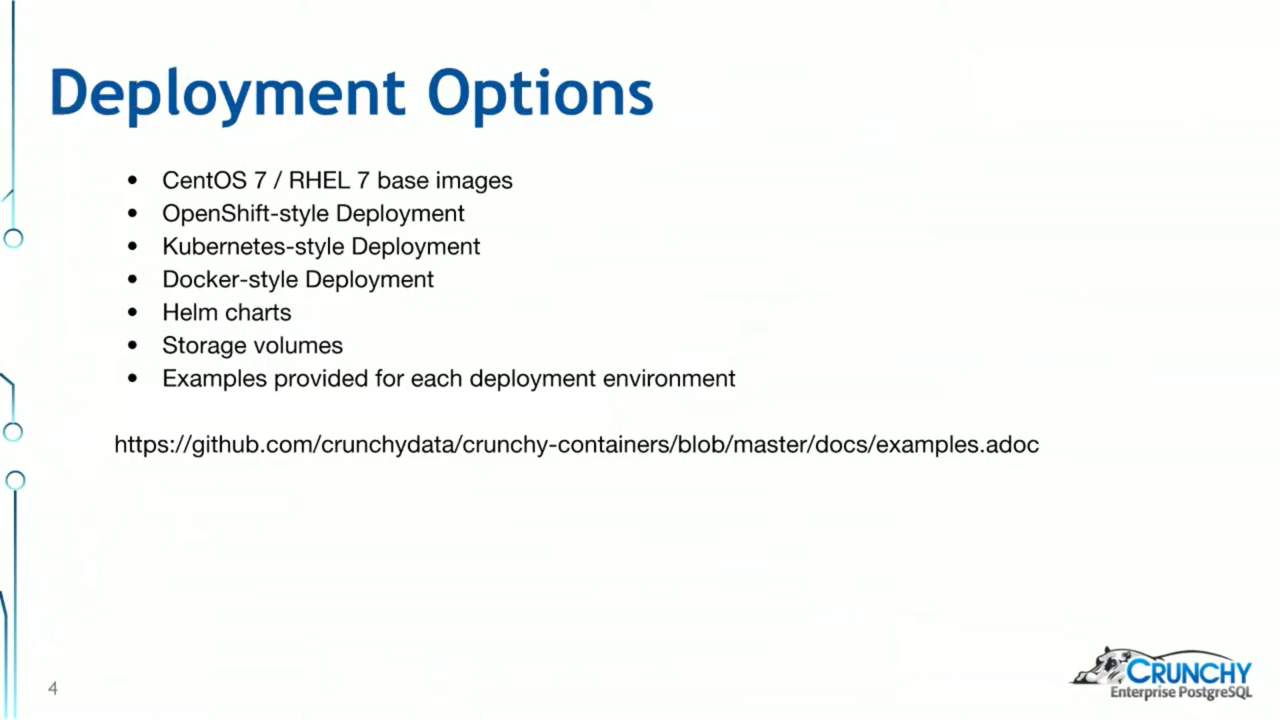 Deployment Options
• CentOS 7 / RHEL 7 base images
• OpenShift-style Deployment
• Kubernetes-style Deployment
• Docker-style Deployment
• Helm charts
• Storage volumes
• Examples provided for each deployment environment
https://github.com/crunchydata/crunchy-containers/blob/master/docs/examples.adoc
4
CRUNCHY
Enterprise PostgreSQL